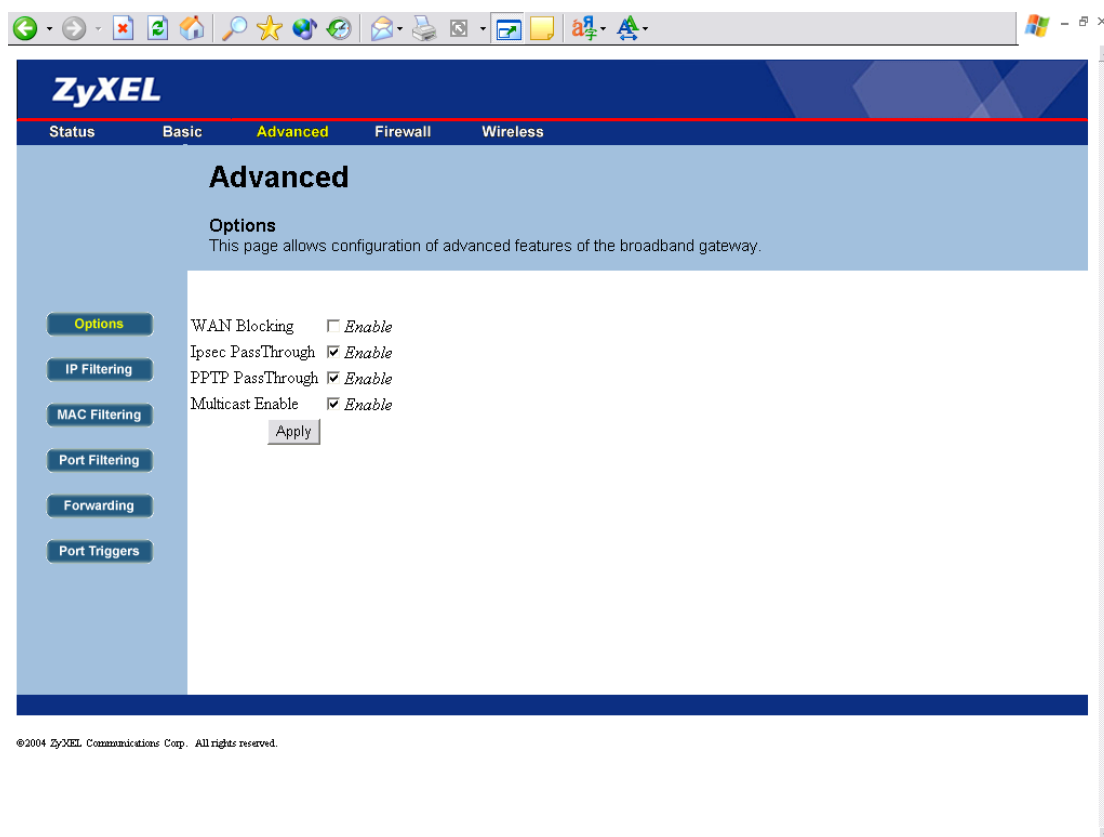 ZyXEL
Status Basic Advanced Firewall Wireless
Advanced
Options
This page allows configuration of advanced features of the broadband gateway.
Options
IP Filtering
MAC Filtering
Port Filtering
Forwarding
Port Triggers
WAN Blocking Enable
Ipsec PassThrough Enable
PPTP PassThrough Enable
Multicast Enable Enable
Apply
©2004 ZyXEL Communications Corp. All rights reserved.